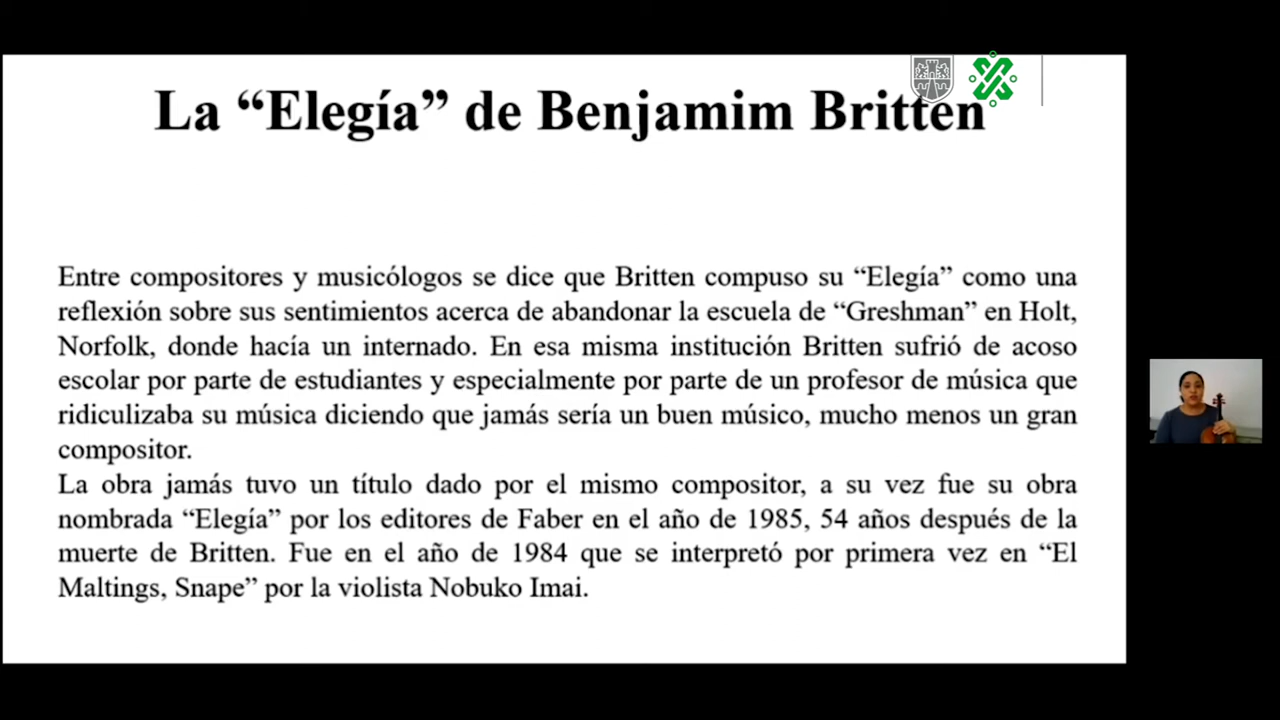 La “Elegía” de Benjamim Britten
Entre compositores y musicólogos se dice que Britten compuso su “Elegía” como una
reflexión sobre sus sentimientos acerca de abandonar la escuela de “Greshman” en Holt,
Norfolk, donde hacía un internado. En esa misma institución Britten sufrió de acoso
escolar por parte de estudiantes y especialmente por parte de un profesor de música que
ridiculizaba su música diciendo que jamás sería un buen músico, mucho menos un gran
compositor.
La obra jamás tuvo un título dado por el mismo compositor, a su vez fue su obra
nombrada “Elegía” por los editores de Faber en el año de 1985, 54 años después de la
muerte de Britten. Fue en el año de 1984 que se interpretó por primera vez en “El
Maltings, Snape” por la violista Nobuko Imai.